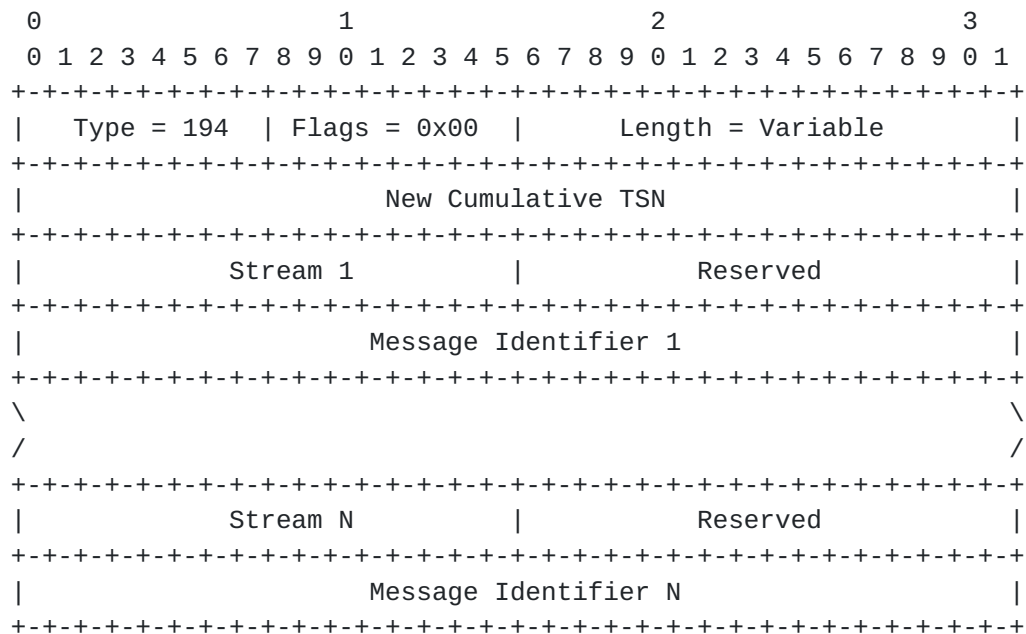 0                   1                   2                   3
 0 1 2 3 4 5 6 7 8 9 0 1 2 3 4 5 6 7 8 9 0 1 2 3 4 5 6 7 8 9 0 1
+-+-+-+-+-+-+-+-+-+-+-+-+-+-+-+-+-+-+-+-+-+-+-+-+-+-+-+-+-+-+-+-+
|   Type = 194  | Flags = 0x00  |      Length = Variable        |
+-+-+-+-+-+-+-+-+-+-+-+-+-+-+-+-+-+-+-+-+-+-+-+-+-+-+-+-+-+-+-+-+
|                       New Cumulative TSN                      |
+-+-+-+-+-+-+-+-+-+-+-+-+-+-+-+-+-+-+-+-+-+-+-+-+-+-+-+-+-+-+-+-+
|             Stream 1          |           Reserved            |
+-+-+-+-+-+-+-+-+-+-+-+-+-+-+-+-+-+-+-+-+-+-+-+-+-+-+-+-+-+-+-+-+
|                      Message Identifier 1                     |
+-+-+-+-+-+-+-+-+-+-+-+-+-+-+-+-+-+-+-+-+-+-+-+-+-+-+-+-+-+-+-+-+
\                                                               \
/                                                               /
+-+-+-+-+-+-+-+-+-+-+-+-+-+-+-+-+-+-+-+-+-+-+-+-+-+-+-+-+-+-+-+-+
|             Stream N          |           Reserved            |
+-+-+-+-+-+-+-+-+-+-+-+-+-+-+-+-+-+-+-+-+-+-+-+-+-+-+-+-+-+-+-+-+
|                      Message Identifier N                     |
+-+-+-+-+-+-+-+-+-+-+-+-+-+-+-+-+-+-+-+-+-+-+-+-+-+-+-+-+-+-+-+-+